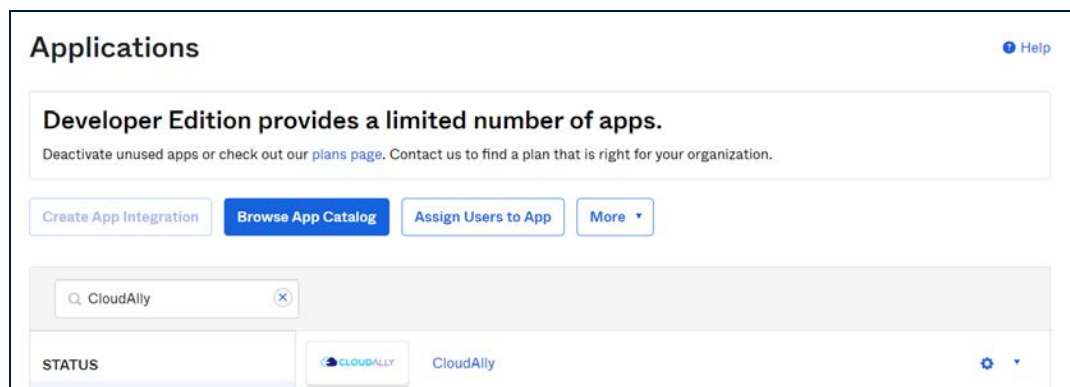 Applications
Help
Developer Edition provides a limited number of apps.
Deactivate unused apps or check out our plans page. Contact us to find a plan that is right for your organization.
Create App Integration
Browse App Catalog
Assign Users to App
More
CloudAlly
STATUS
CLOUDALLY
CloudAlly